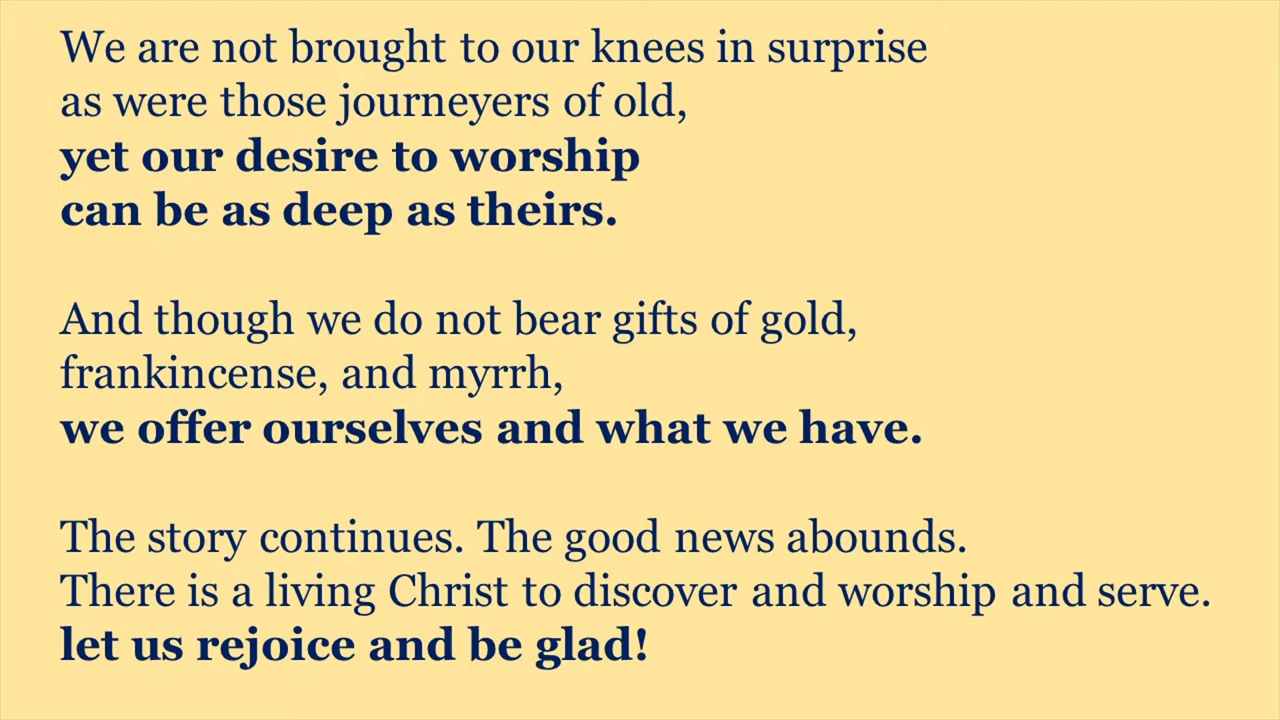 We are not brought to our knees in surprise
as were those journeyers of old,
yet our desire to worship
can be as deep as theirs.
And though we do not bear gifts of gold,
frankincense, and myrrh,
we offer ourselves and what we have.
The story continues. The good news abounds.
There is a living Christ to discover and worship and serve.
let us rejoice and be glad!